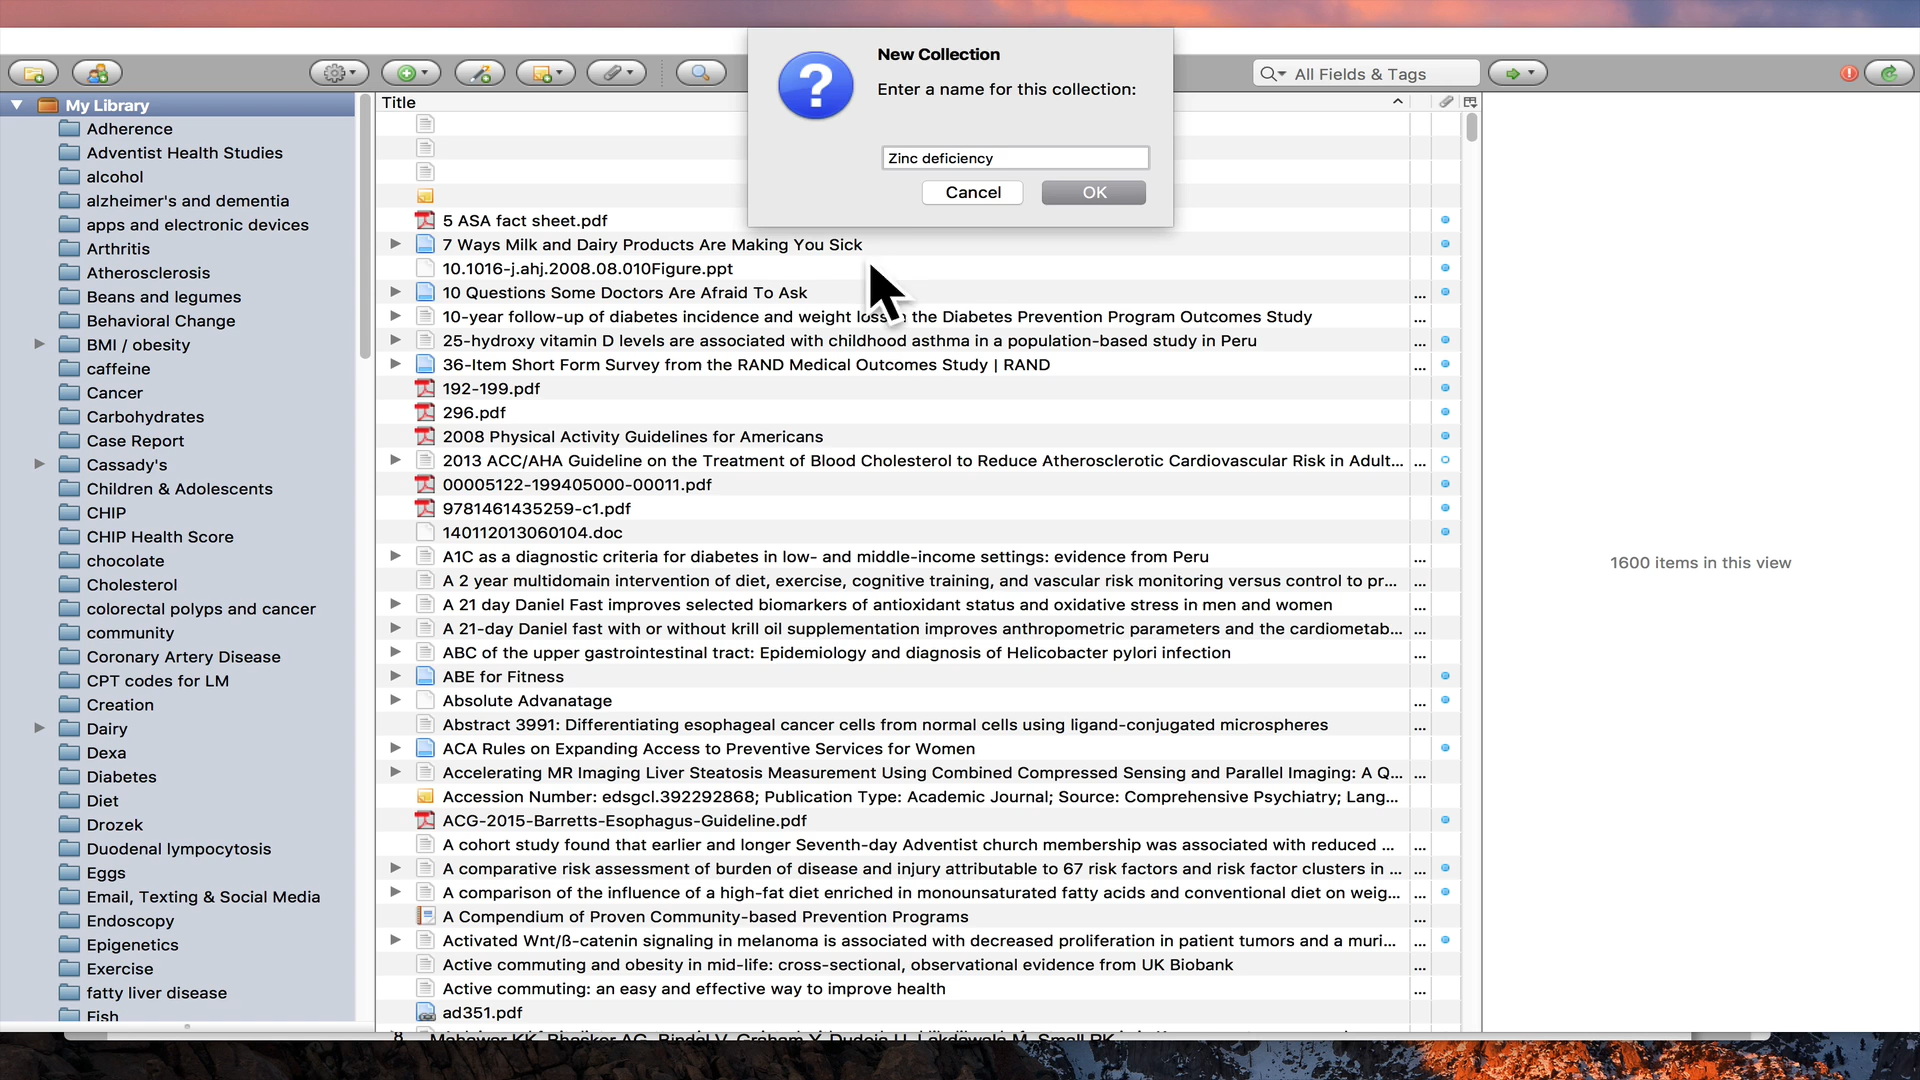 New Collection
Enter a name for this collection:
Zinc deficiency
Cancel
OK
All Fields & Tags
My Library
Adherence
Adventist Health Studies
alcohol
alzheimer's and dementia
apps and electronic devices
Arthritis
Atherosclerosis
Beans and legumes
Behavioral Change
BMI / obesity
caffeine
Cancer
Carbohydrates
Case Report
Cassady's
Children & Adolescents
CHIP
CHIP Health Score
chocolate
Cholesterol
colorectal polyps and cancer
community
Coronary Artery Disease
CPT codes for LM
Creation
Dairy
Dexa
Diabetes
Diet
Drozek
Duodenal lympocytosis
Eggs
Email, Texting & Social Media
Endoscopy
Epigenetics
Exercise
fatty liver disease
Fish
Title
5 ASA fact sheet.pdf
7 Ways Milk and Dairy Products Are Making You Sick
10.1016-j.ahj.2008.08.010Figure.ppt
10 Questions Some Doctors Are Afraid To Ask
...
10-year follow-up of diabetes incidence and weight the Diabetes Prevention Program Outcomes Study
...
25-hydroxy vitamin D levels are associated with childhood asthma in a population-based study in Peru
...
36-Item Short Form Survey from the RAND Medical Outcomes Study | RAND
...
192-199.pdf
296.pdf
2008 Physical Activity Guidelines for Americans
2013 ACC/AHA Guideline on the Treatment of Blood Cholesterol to Reduce Atherosclerotic Cardiovascular Risk in Adult...
...
00005122-199405000-00011.pdf
9781461435259-c1.pdf
140112013060104.doc
A1C as a diagnostic criteria for diabetes in low- and middle-income settings: evidence from Peru
...
A 2 year multidomain intervention of diet, exercise, cognitive training, and vascular risk monitoring versus control to pr...
...
A 21 day Daniel Fast improves selected biomarkers of antioxidant status and oxidative stress in men and women
...
A 21-day Daniel fast with or without krill oil supplementation improves anthropometric parameters and the cardiometab...
...
ABC of the upper gastrointestinal tract: Epidemiology and diagnosis of Helicobacter pylori infection
...
ABE for Fitness
Absolute Advanatage
...
Abstract 3991: Differentiating esophageal cancer cells from normal cells using ligand-conjugated microspheres
...
ACA Rules on Expanding Access to Preventive Services for Women
Accelerating MR Imaging Liver Steatosis Measurement Using Combined Compressed Sensing and Parallel Imaging: A Q...
...
Accession Number: edsgcl.392292868; Publication Type: Academic Journal; Source: Comprehensive Psychiatry; Lang...
ACG-2015-Barretts-Esophagus-Guideline.pdf
A cohort study found that earlier and longer Seventh-day Adventist church membership was associated with reduced ...
...
A comparative risk assessment of burden of disease and injury attributable to 67 risk factors and risk factor clusters in ...
...
A comparison of the influence of a high-fat diet enriched in monounsaturated fatty acids and conventional diet on weig...
...
A Compendium of Proven Community-based Prevention Programs
...
Activated Wnt/ß-catenin signaling in melanoma is associated with decreased proliferation in patient tumors and a muri...
...
Active commuting and obesity in mid-life: cross-sectional, observational evidence from UK Biobank
...
Active commuting: an easy and effective way to improve health
...
ad351.pdf
1600 items in this view